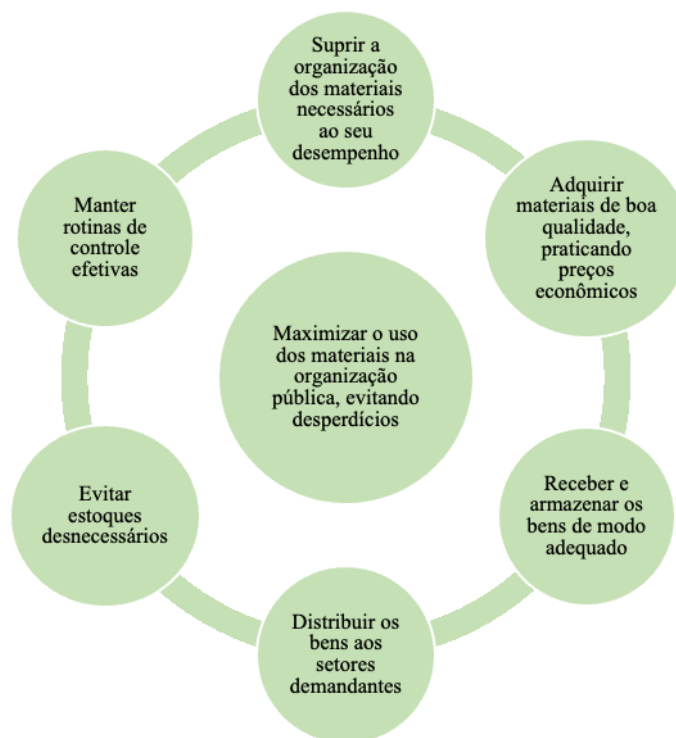 Suprir a
organização
dos materiais
necessários
ao seu
desempenho
Adquirir
materiais de boa
qualidade,
praticando
preços
econômicos
Receber e
armazenar os
bens de modo
adequado
Distribuir os
bens aos
setores
demandantes
Evitar
estoques
desnecessários
Manter
rotinas de
controle
efetivas
Maximizar o uso
dos materiais na
organização
pública, evitando
desperdícios